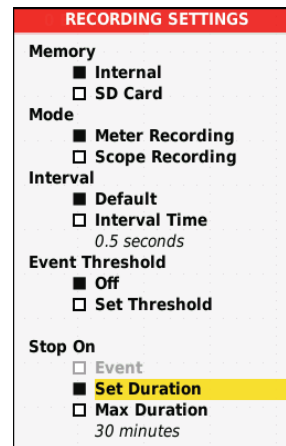 RECORDING SETTINGS
Memory
Internal
SD Card
Mode
Meter Recording
Scope Recording
Interval
Default
Interval Time
0.5 seconds
Event Threshold
Off
Set Threshold
Stop On
Event
Set Duration
Max Duration
30 minutes